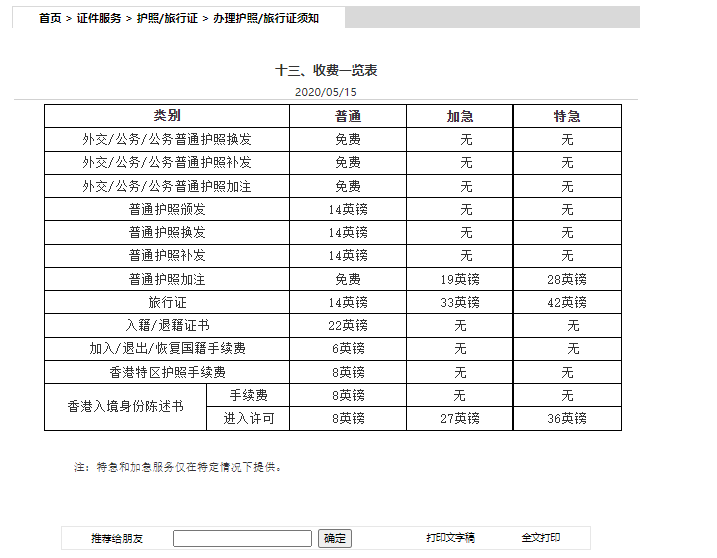 首页 > 证件服务 > 护照/旅行证 > 办理护照/旅行证须知
十三、收费一览表
2020/05/15
类别 普通 加急 特急
外交/公务/公务普通护照换发 免费 无 无
外交/公务/公务普通护照补发 免费 无 无
外交/公务/公务普通护照加注 免费 无 无
普通护照颁发 14英镑 无 无
普通护照换发 14英镑 无 无
普通护照补发 14英镑 无 无
普通护照加注 免费 19英镑 28英镑
旅行证 14英镑 33英镑 42英镑
入籍/退籍证书 22英镑 无 无
加入/退出/恢复国籍手续费 6英镑 无 无
香港特区护照手续费 8英镑 无 无
香港入境身份陈述书 手续费 8英镑 无 无
进入许可 8英镑 27英镑 36英镑
注：特急和加急服务仅在特定情况下提供。
推荐给朋友 确定 打印文字稿 全文打印